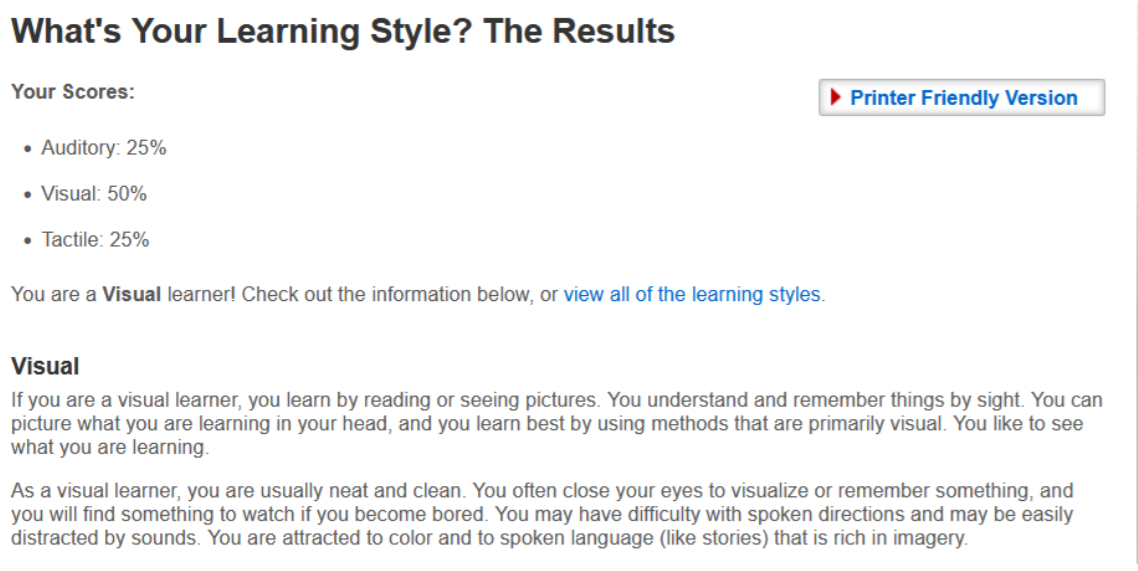 What's Your Learning Style? The Results
Your Scores:
Printer Friendly Version
• Auditory: 25%
• Visual: 50%
• Tactile: 25%
You are a Visual learner! Check out the information below, or view all of the learning styles.
Visual
If you are a visual learner, you learn by reading or seeing pictures. You understand and remember things by sight. You can
picture what you are learning in your head, and you learn best by using methods that are primarily visual. You like to see
what you are learning.
As a visual learner, you are usually neat and clean. You often close your eyes to visualize or remember something, and
you will find something to watch if you become bored. You may have difficulty with spoken directions and may be easily
distracted by sounds. You are attracted to color and to spoken language (like stories) that is rich in imagery.